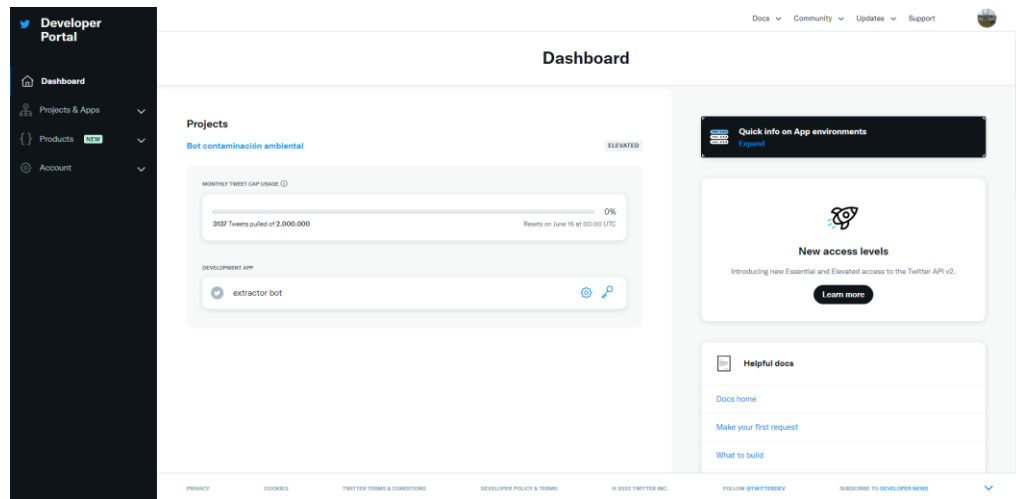 Developer
Portal
Docs
Community
Updates
Support
Dashboard
Dashboard
Projects & Apps
Products NEW
Account
Projects
Bot contaminación ambiental
ELEVATED
MONTHLY TWEET CAP USAGE
0%
3137 Tweets pulled of 2.000.000
Resets on June 15 at 00:00 UTC
DEVELOPMENT APP
extractor bot
Quick info on App environments
Expand
New access levels
Introducing new Essential and Elevated access to the Twitter API v2.
Learn more
Helpful docs
Docs home
Make your first request
What to build
PRIVACY
COOKIES
TWITTER TERMS & CONDITIONS
DEVELOPER POLICY & TERMS
© 2022 TWITTER INC.
FOLLOW @TWITTERDEV
SUBSCRIBE TO DEVELOPER NEWS